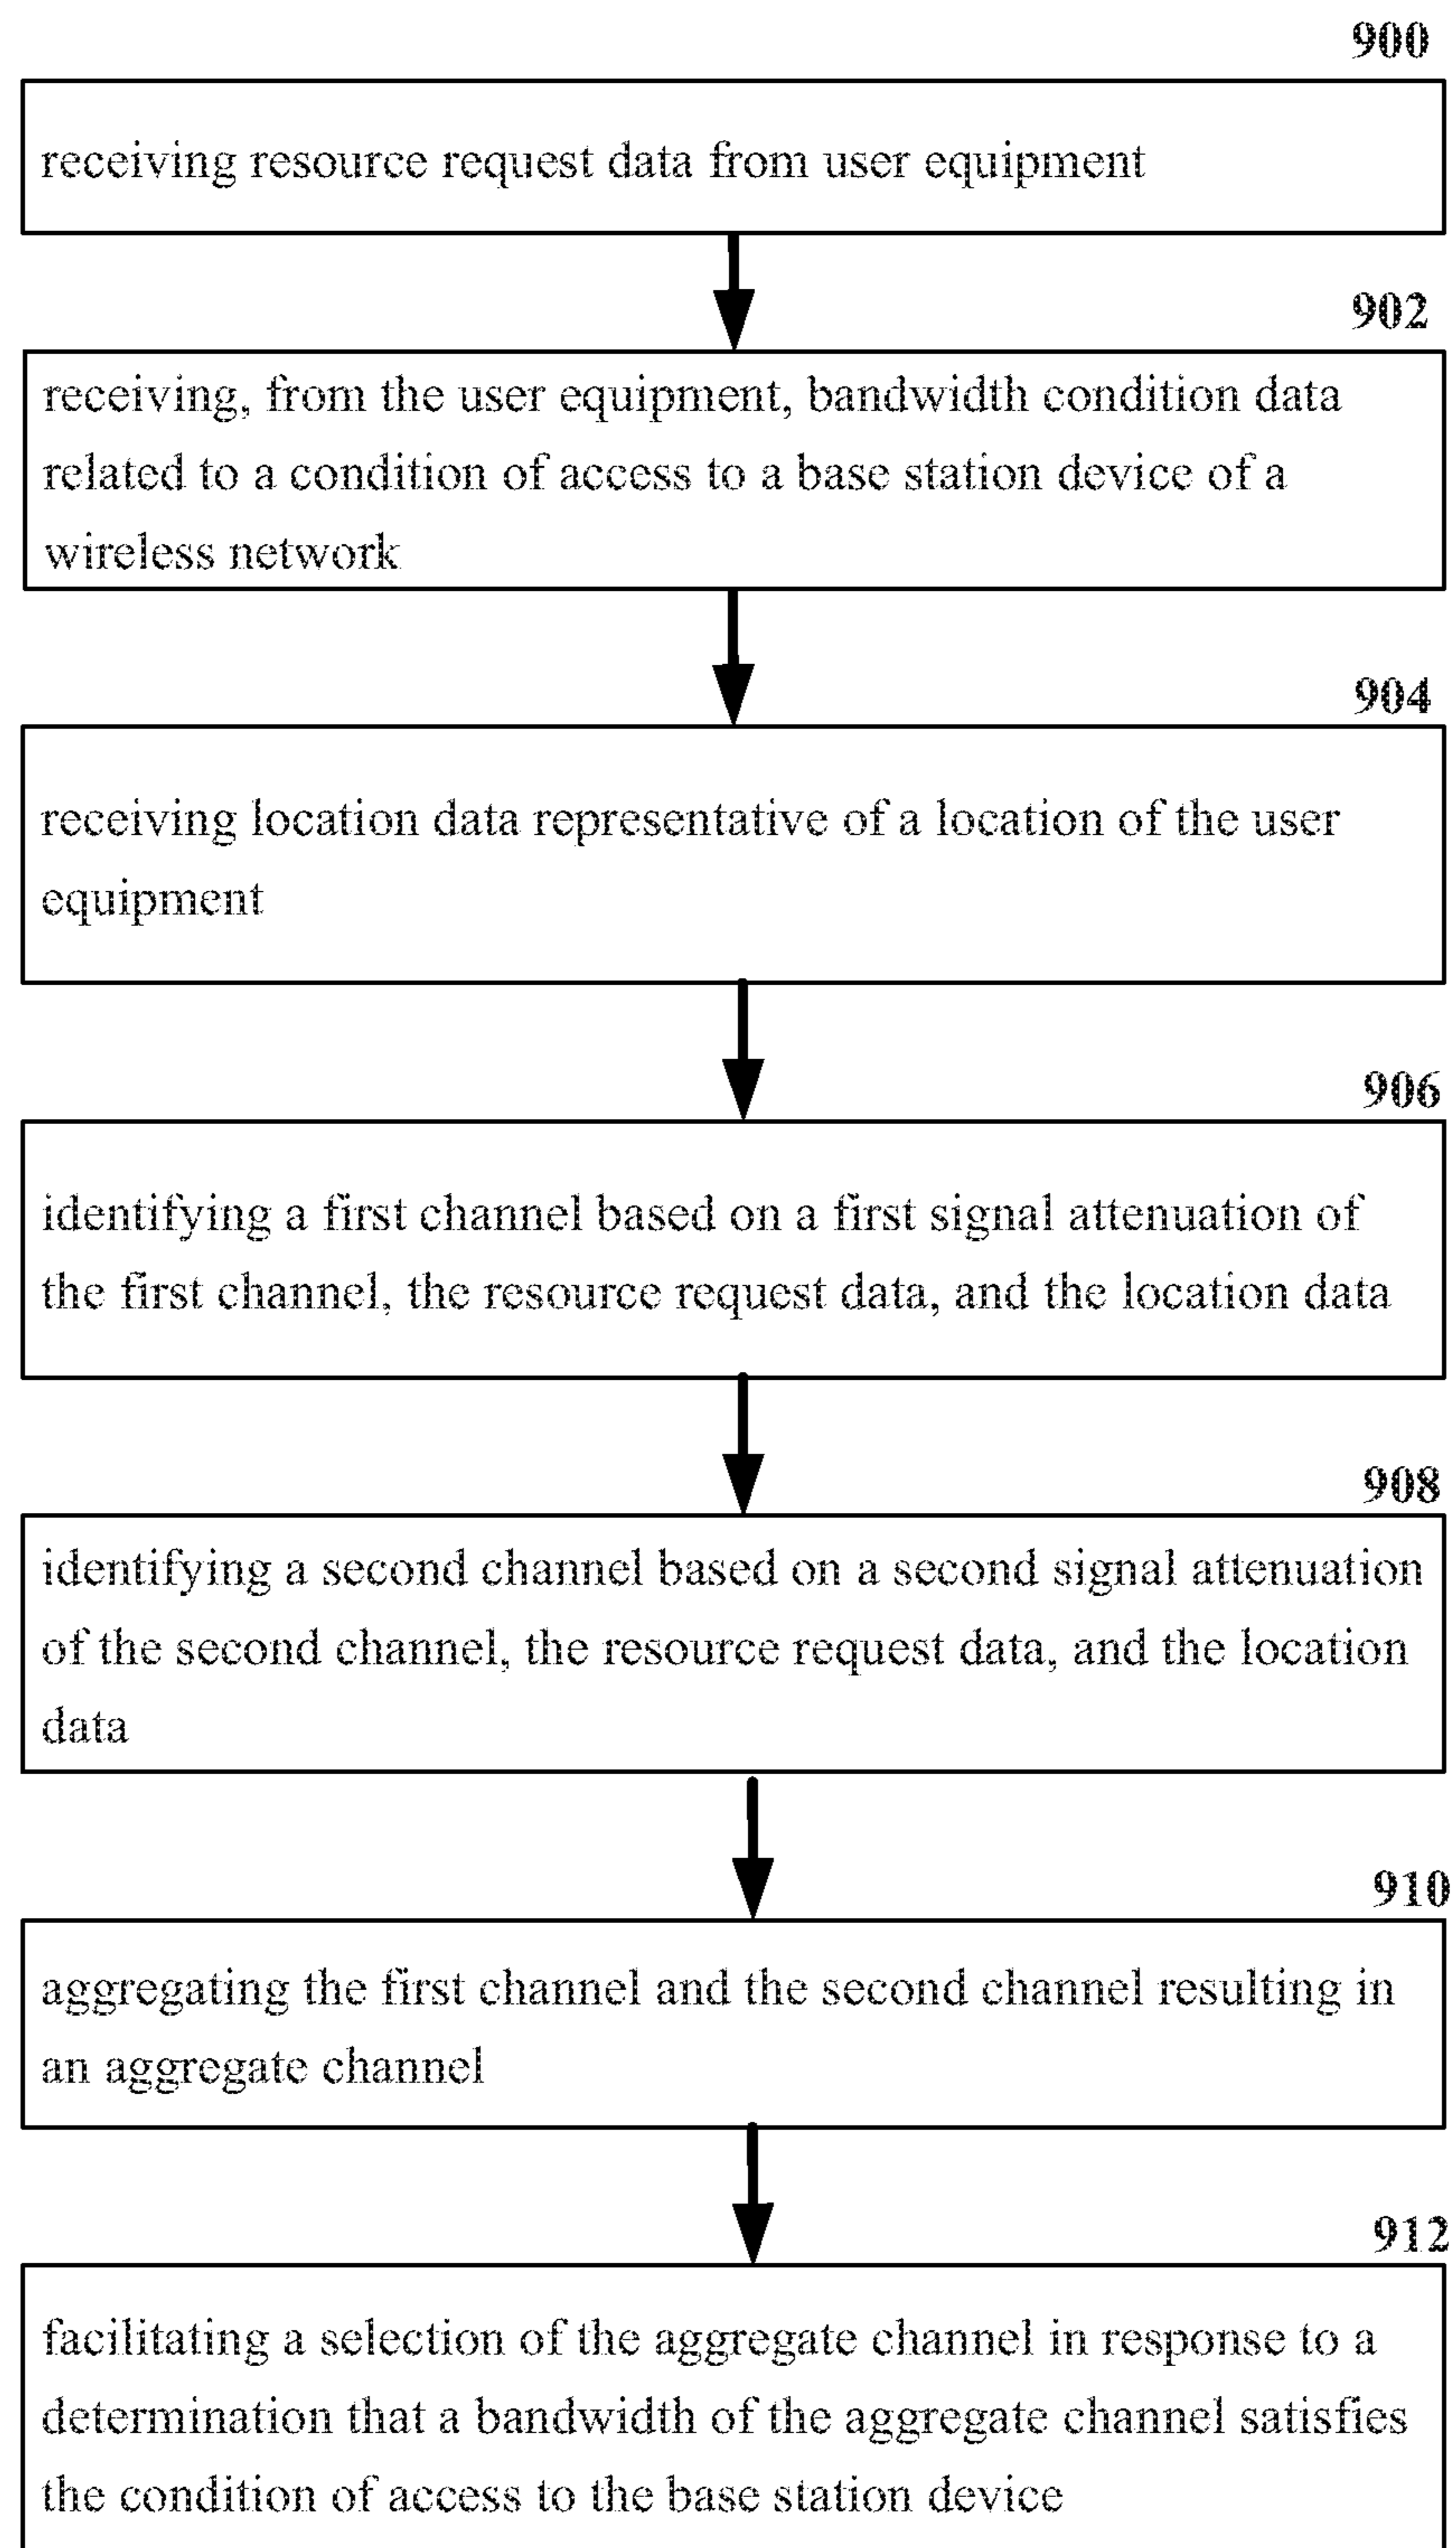 900
receiving resource request data from user equipment
902
receiving, from the user equipment, bandwidth condition data
related to a condition of access to a base station device of a
wireless network
904
receiving location data representative of a location of the user
equipment
906
identifying a first channel based on a first signal attenuation of
the first channel, the resource request data, and the location data
908
identifying a second channel based on a second signal attenuation
of the second channel, the resource request data, and the location
data
910
aggregating the first channel and the second channel resulting in
an aggregate channel
912
facilitating a selection of the aggregate channel in response to a
determination that a bandwidth of the aggregate channel satisfies
the condition of access to the base station device